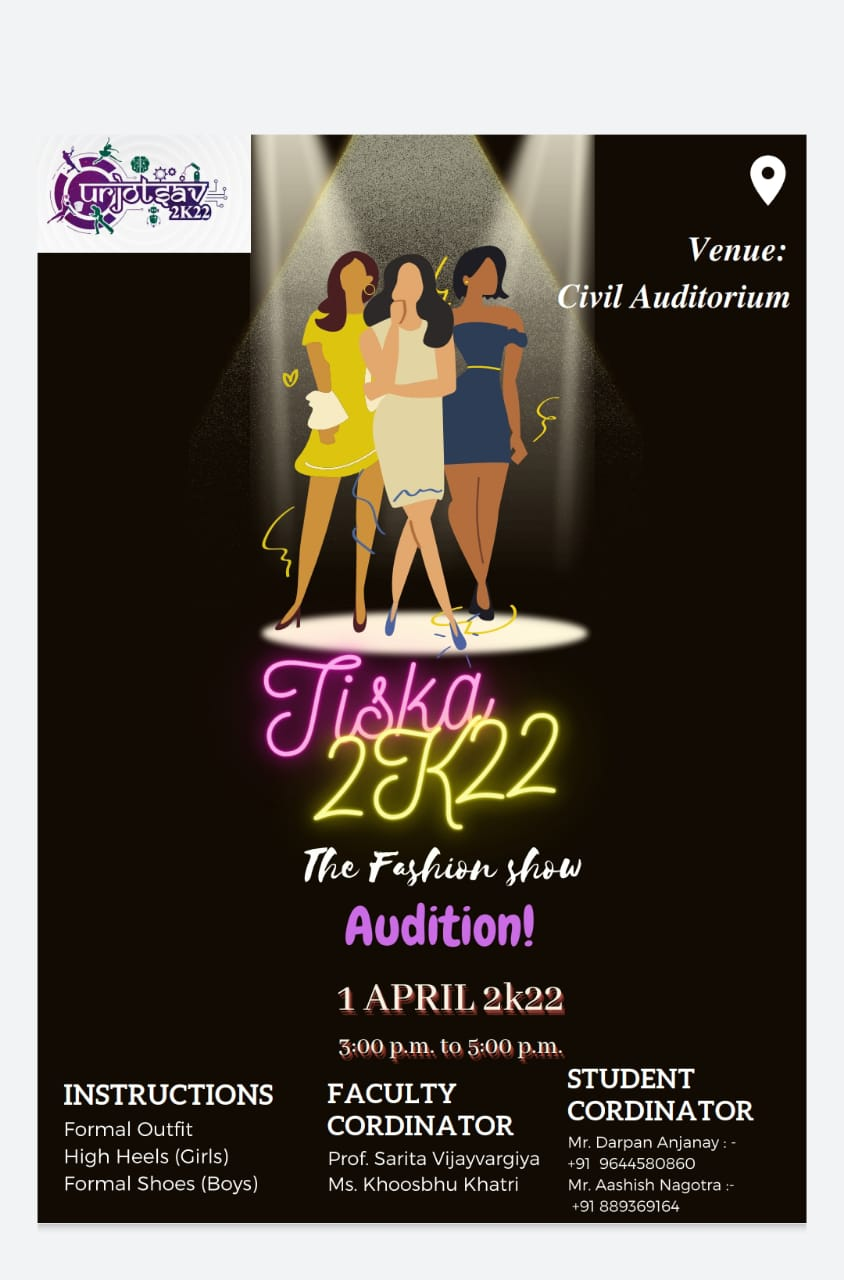 urjotsav
2K22
Venue:
Civil Auditorium
Tiska
2K22
The Fashion show
Audition!
1 APRIL 2k22
3:00 p.m. to 5:00 p.m.
INSTRUCTIONS
Formal Outfit
High Heels (Girls)
Formal Shoes (Boys)
FACULTY
CORDINATOR
Prof. Sarita Vijayvargiya
Ms. Khoosbhu Khatri
STUDENT
CORDINATOR
Mr. Darpan Anjanay : -
+91 9644580860
Mr. Aashish Nagotra :-
+91 889369164